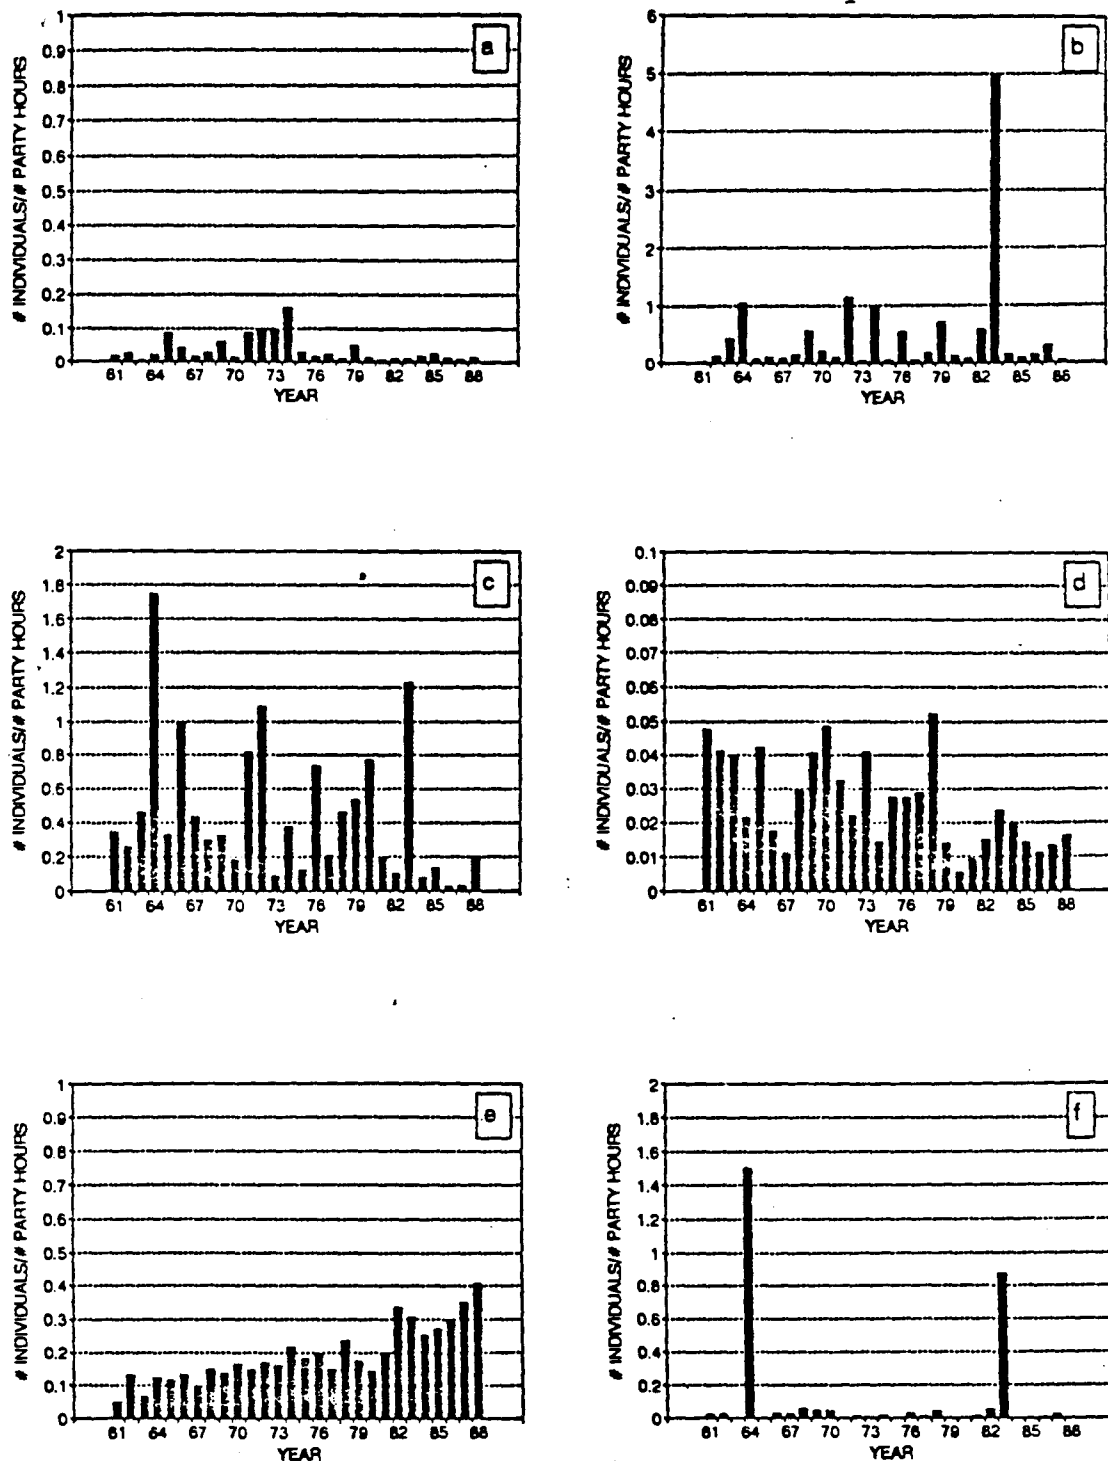 a
# INDIVIDUALS/# PARTY HOURS
1
0.9
0.8
0.7
0.6
0.5
0.4
0.3
0.2
0.1
0
61 64 67 70 73 76 79 82 85 88
YEAR
b
# INDIVIDUALS/# PARTY HOURS
6
5
4
3
2
1
0
61 64 67 70 73 76 79 82 85 88
YEAR
c
# INDIVIDUALS/# PARTY HOURS
2
1.8
1.6
1.4
1.2
1
0.8
0.6
0.4
0.2
0
61 64 67 70 73 76 79 82 85 88
YEAR
d
# INDIVIDUALS/# PARTY HOURS
0.1
0.09
0.08
0.07
0.06
0.05
0.04
0.03
0.02
0.01
0
61 64 67 70 73 76 79 82 85 88
YEAR
e
# INDIVIDUALS/# PARTY HOURS
1
0.9
0.8
0.7
0.6
0.5
0.4
0.3
0.2
0.1
0
61 64 67 70 73 76 79 82 85 88
YEAR
f
# INDIVIDUALS/# PARTY HOURS
2
1.8
1.6
1.4
1.2
1
0.8
0.6
0.4
0.2
0
61 64 67 70 73 76 79 82 85 88
YEAR